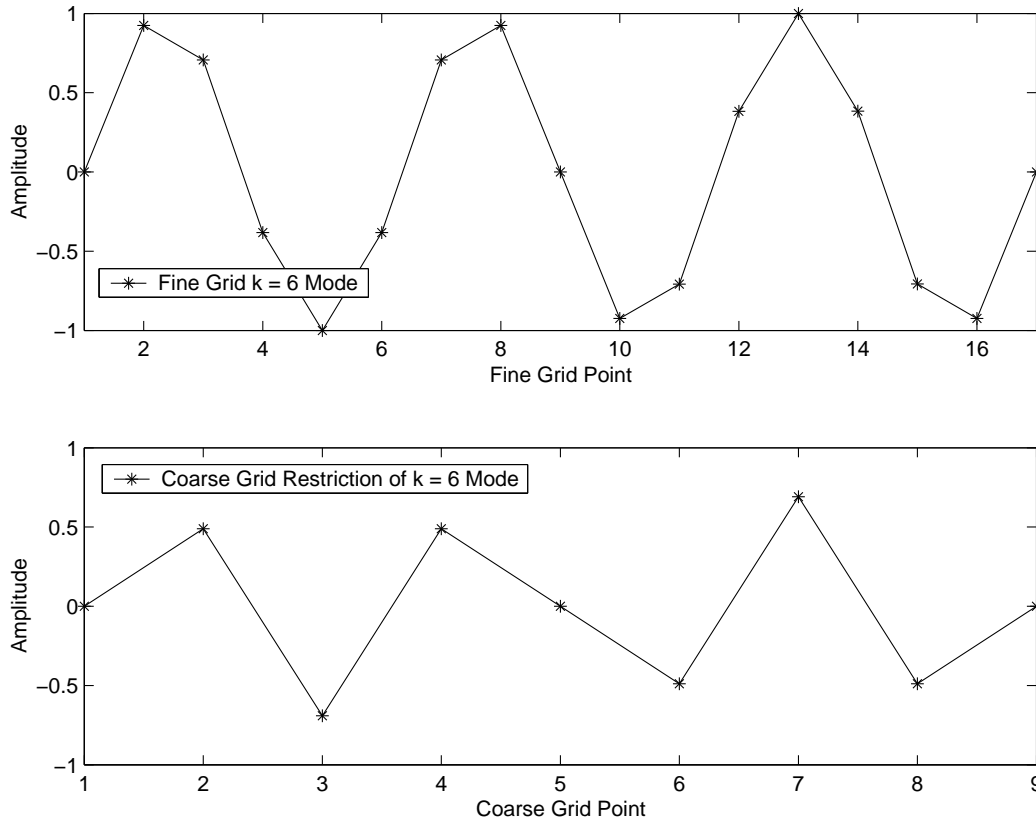 1
0.5
0
−0.5
−1
Amplitude
Fine Grid k = 6 Mode
2 4 6 8 10 12 14 16
Fine Grid Point
1
0.5
0
−0.5
−1
Amplitude
Coarse Grid Restriction of k = 6 Mode
1 2 3 4 5 6 7 8 9
Coarse Grid Point